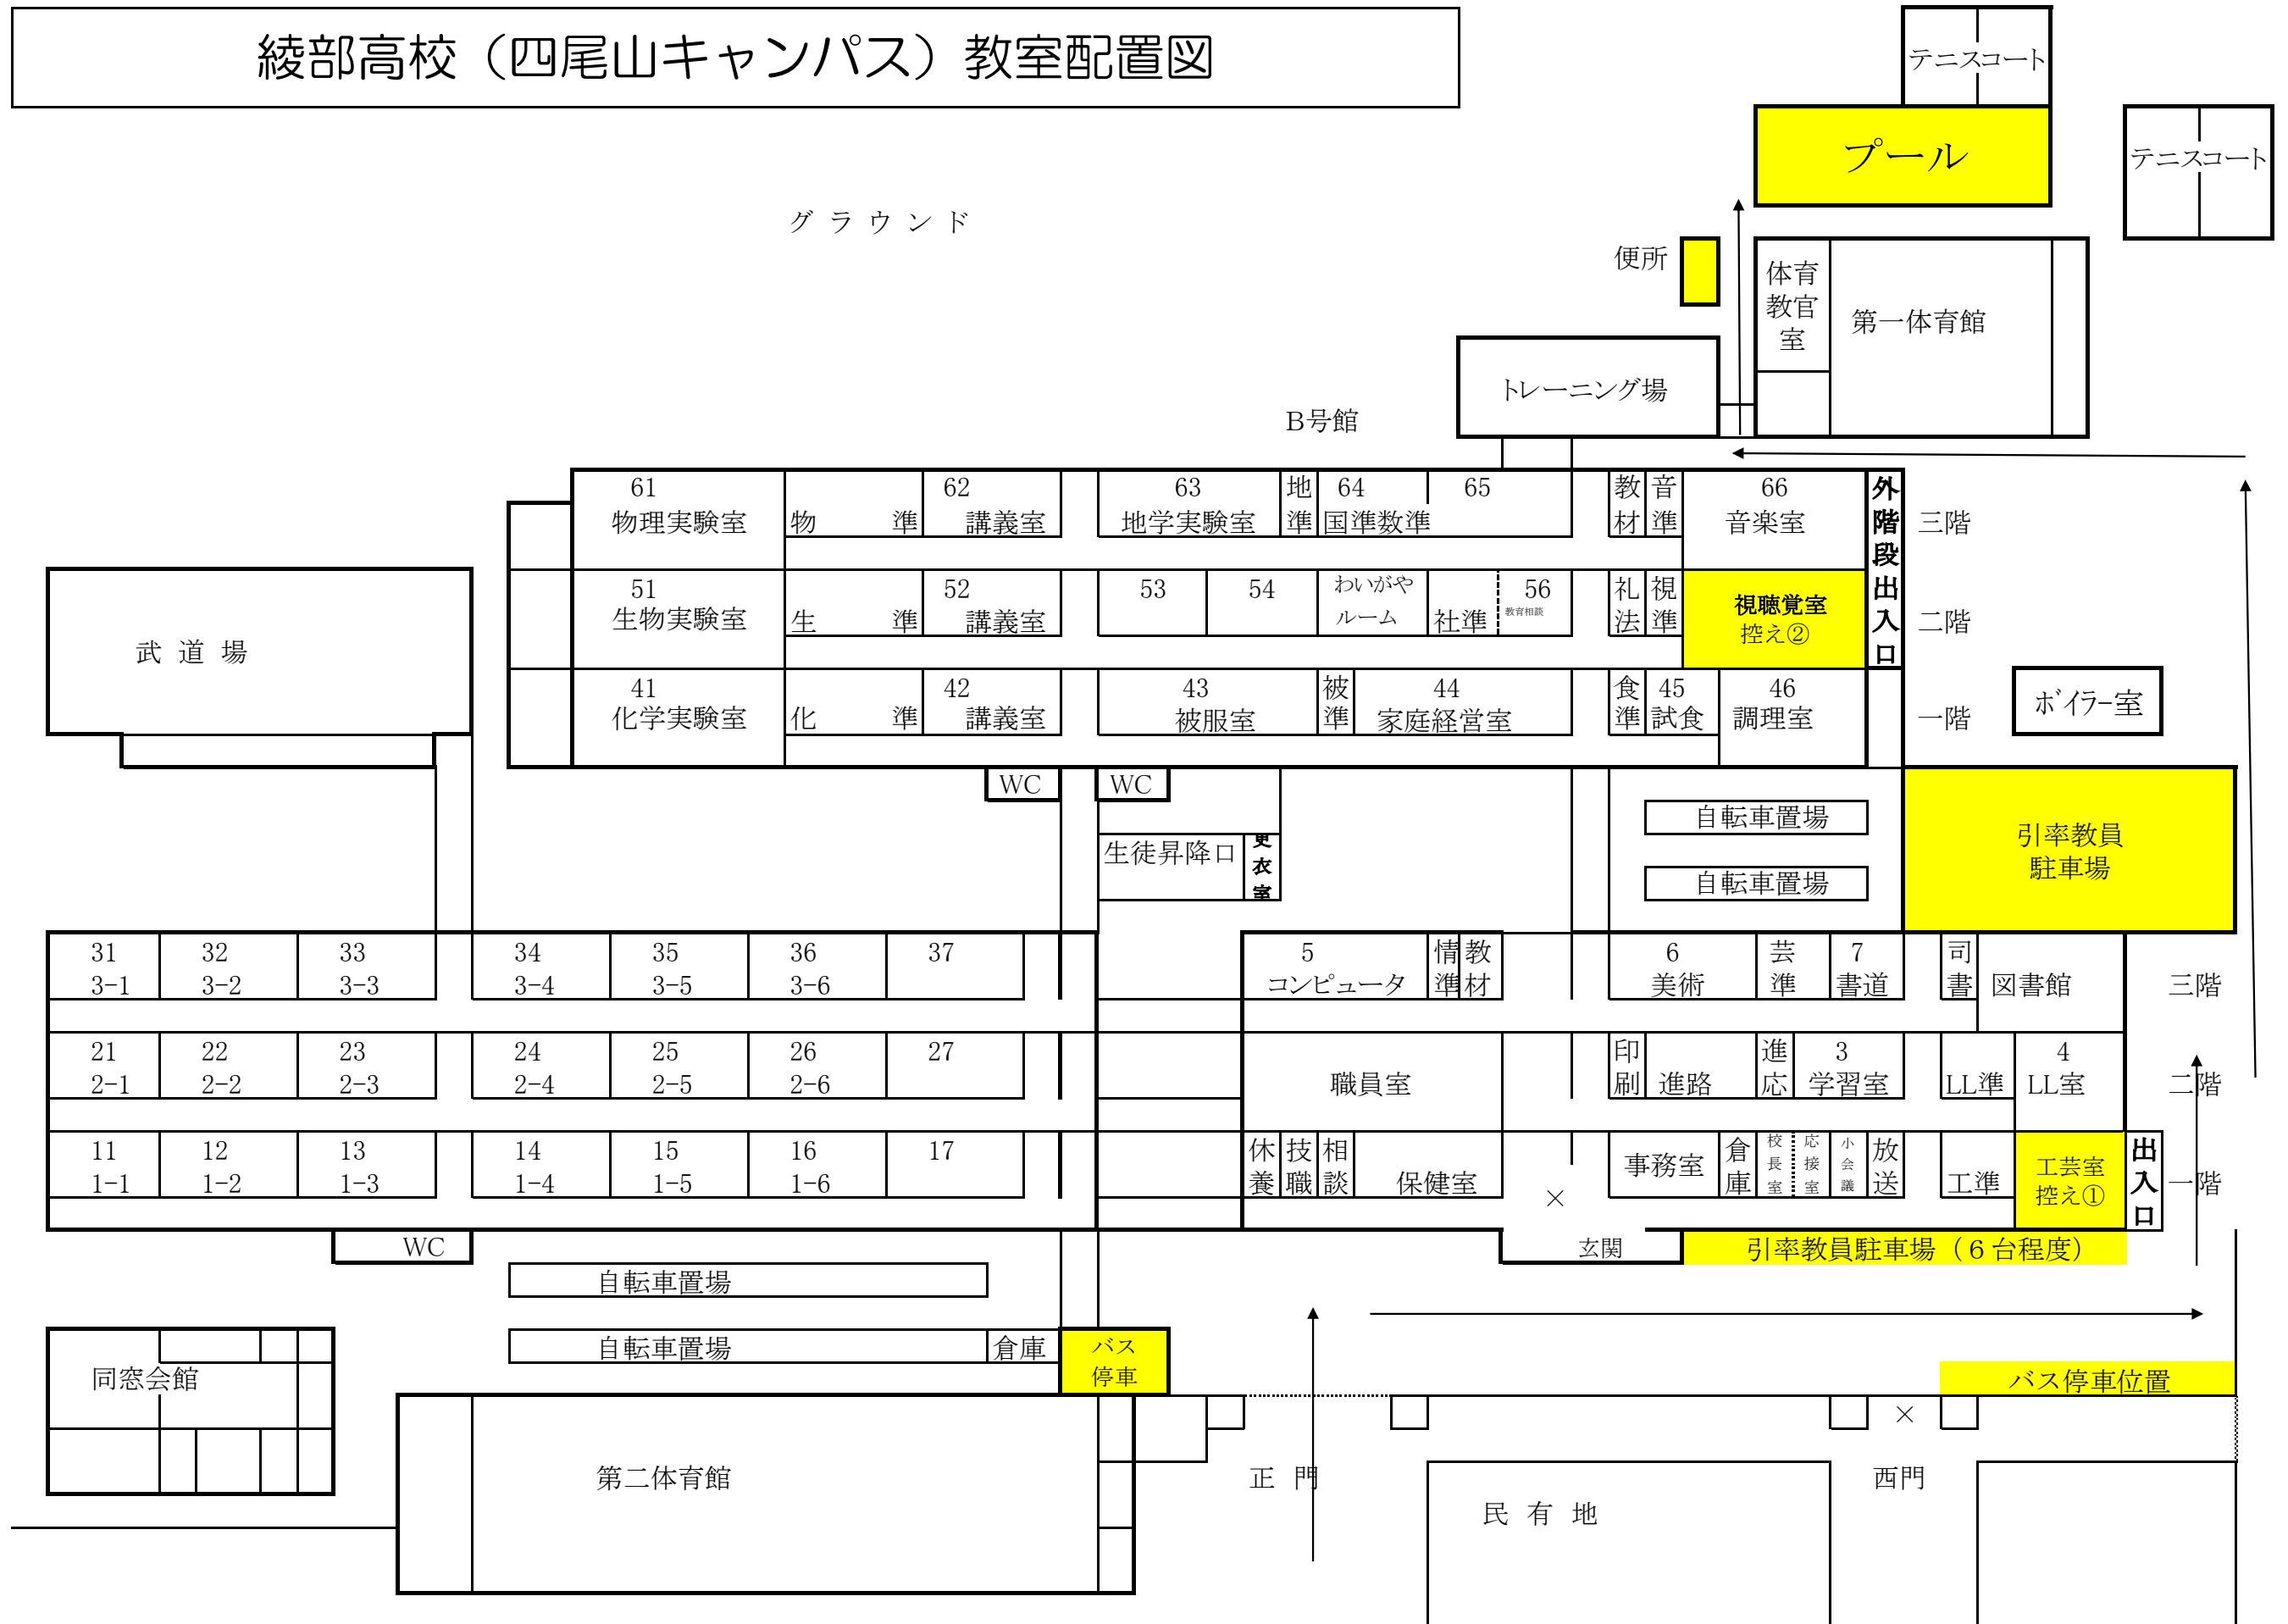 綾部高校（四尾山キャンパス）教室配置図
テニスコート
プール
テニスコート
グラウンド
便所
体育
教官
室
第一体育館
トレーニング場
B号館
61
物理実験室
物 準
62
講義室
63
地学実験室
地
準
64
国準数準
65
教
材
音
準
66
音楽室
外
階
段
出
入
口
三階
51
生物実験室
生 準
52
講義室
53
54
わいがや
ルーム
社準
56
教育相談
礼
法
視
準
視聴覚室
控え②
二階
41
化学実験室
化 準
42
講義室
43
被服室
被
準
44
家庭経営室
食
準
45
試食
46
調理室
一階
ボイラー室
武道場
WC
WC
生徒昇降口
更
衣
室
自転車置場
自転車置場
引率教員
駐車場
31
3-1
32
3-2
33
3-3
34
3-4
35
3-5
36
3-6
37
5
コンピュータ
情
準
教
材
6
美術
芸
準
7
書道
司
書
図書館
三階
21
2-1
22
2-2
23
2-3
24
2-4
25
2-5
26
2-6
27
職員室
印
刷
進路
進
応
3
学習室
LL準
4
LL室
二階
11
1-1
12
1-2
13
1-3
14
1-4
15
1-5
16
1-6
17
休
養
技
職
相
談
保健室
×
事務室
倉
庫
校
長
室
応
接
室
小
会
議
放
送
工準
工芸室
控え①
出
入
口
一階
WC
玄関
引率教員駐車場（６台程度）
自転車置場
自転車置場
倉庫
バス
停車
バス停車位置
同窓会館
第二体育館
正門
×
西門
民有地